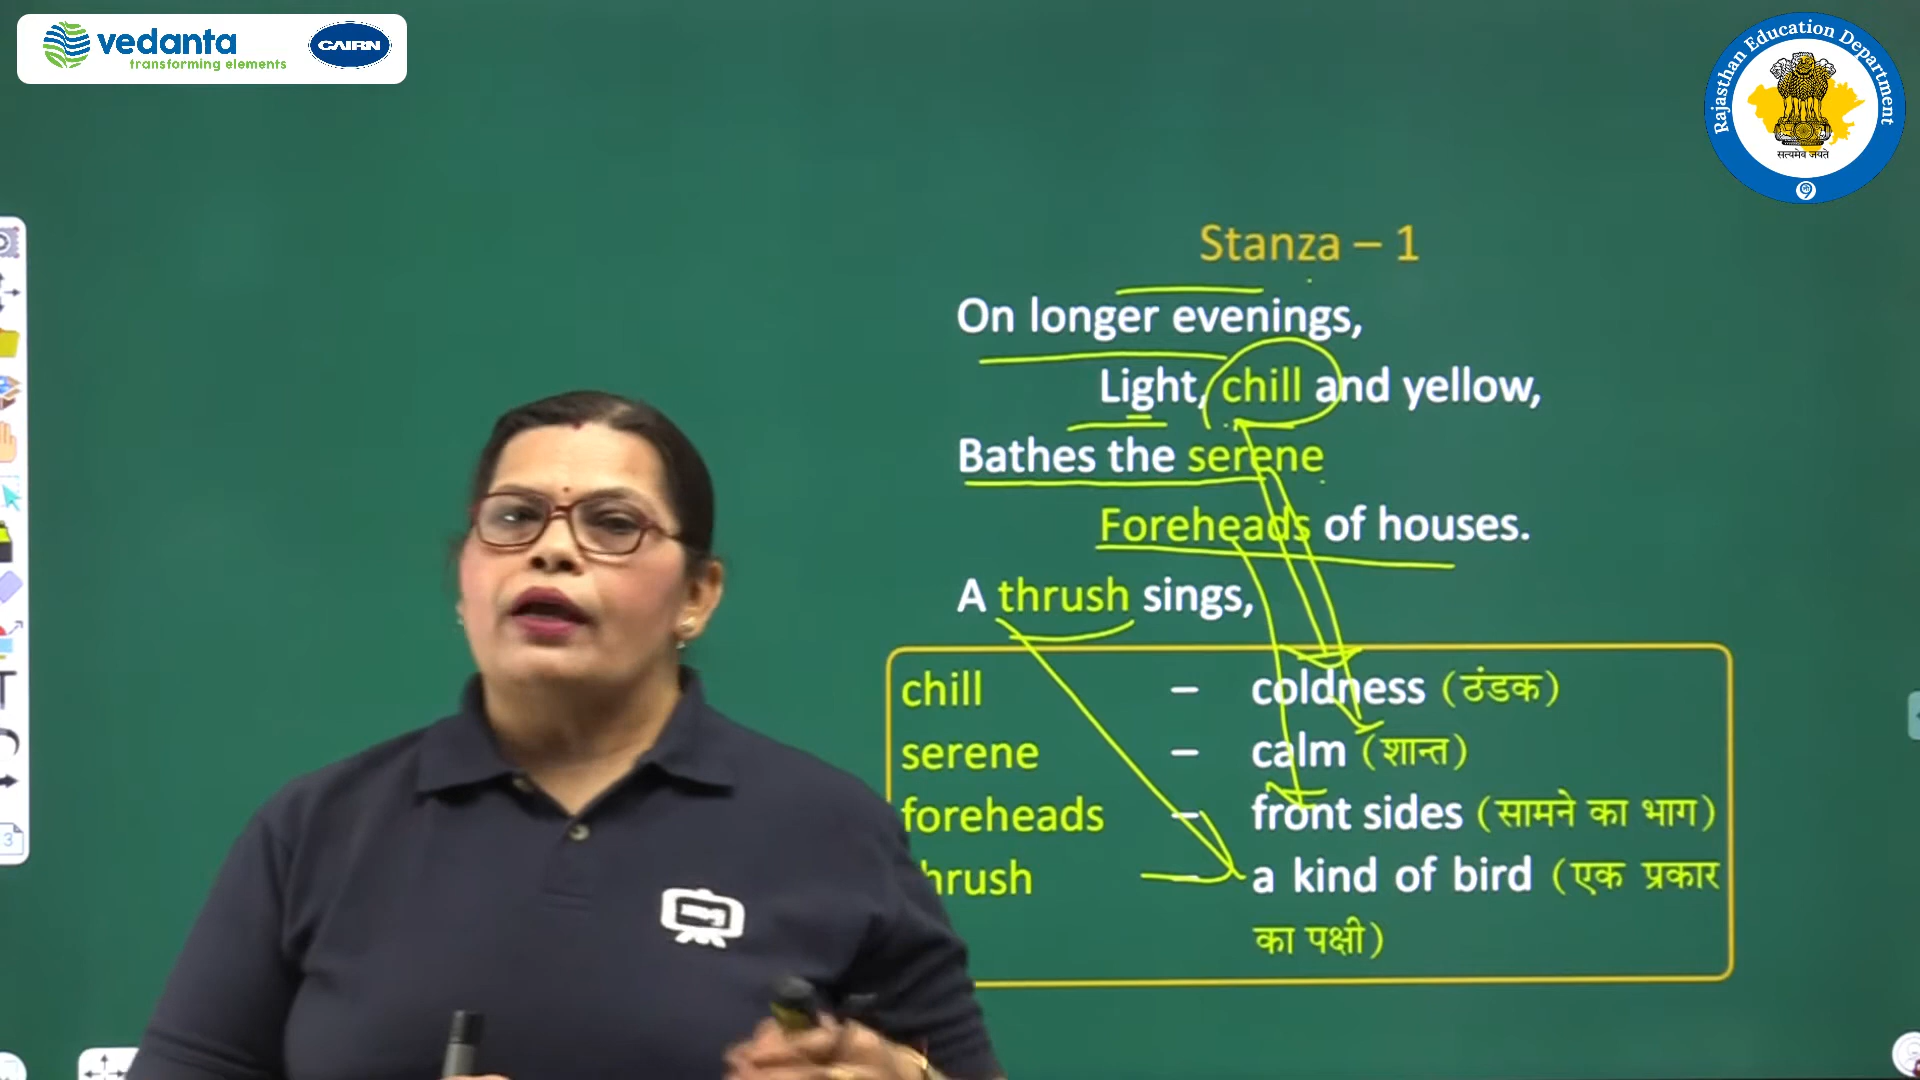 vedanta
transforming elements
CAIRN
Rajasthan Education Department
सत्यमेव जयते
Stanza – 1
On longer evenings,
Light, chill and yellow,
Bathes the serene
Foreheads of houses.
A thrush sings,
chill – coldness (ठंडक)
serene – calm (शान्त)
foreheads – front sides (सामने का भाग)
hrush – a kind of bird (एक प्रकार
का पक्षी)
3